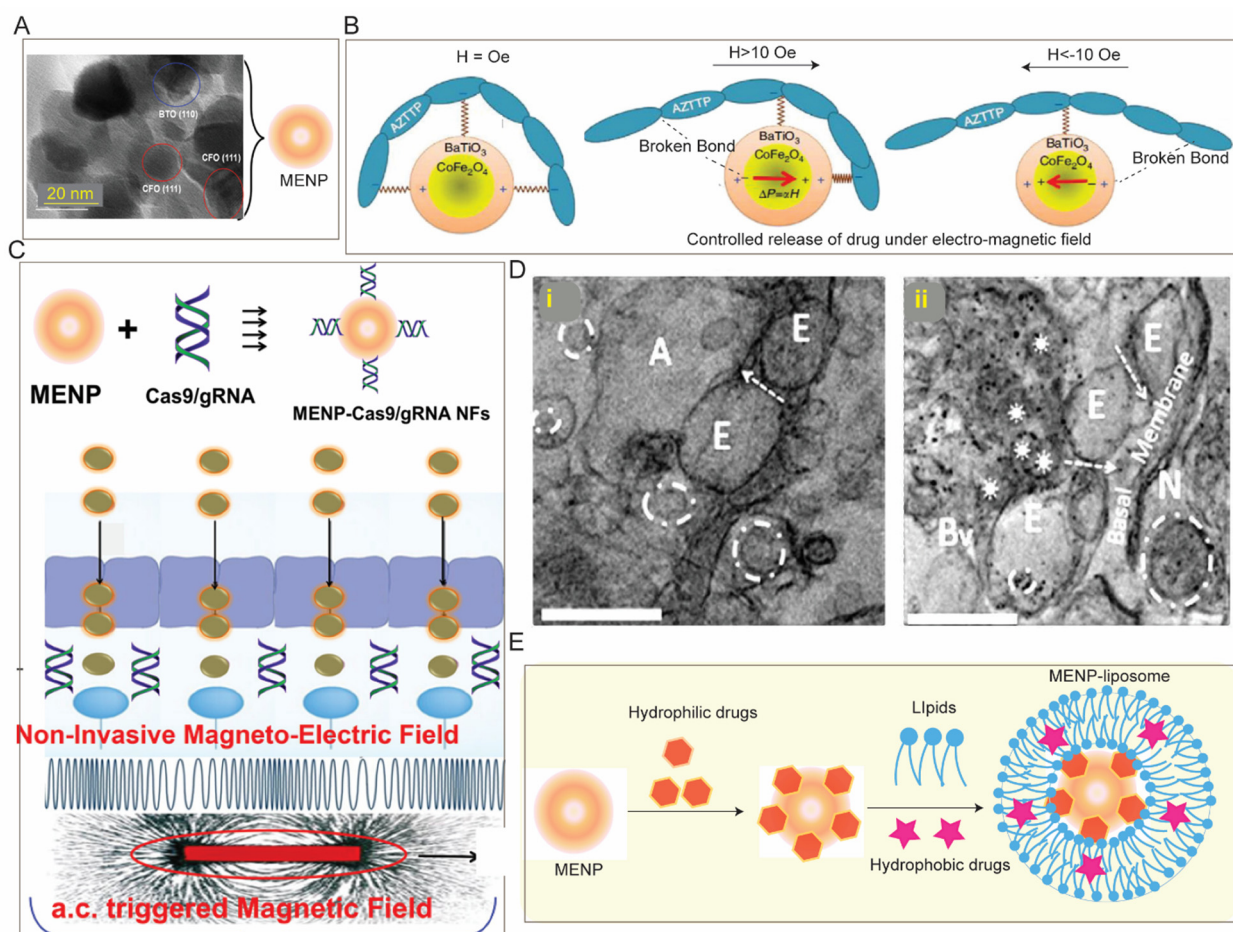 A
BTO (110)
CFO (111)
CFO (111)
20 nm
MENP
B
H = Oe
H>10 Oe
H<-10 Oe
AZTTP
BaTiO3
CoFe2O4
AZTTP
Broken Bond
BaTiO3
CoFe2O4
ΔP=αH
AZTTP
BaTiO3
CoFe2O4
Broken Bond
Controlled release of drug under electro-magnetic field
C
MENP
+
Cas9/gRNA
MENP-Cas9/gRNA NFs
Non-Invasive Magneto-Electric Field
a.c. triggered Magnetic Field
D
i
A
E
E
ii
E
E
E
Bv
Basal Membrane
N
E
MENP
Hydrophilic drugs
LIpids
Hydrophobic drugs
MENP-liposome